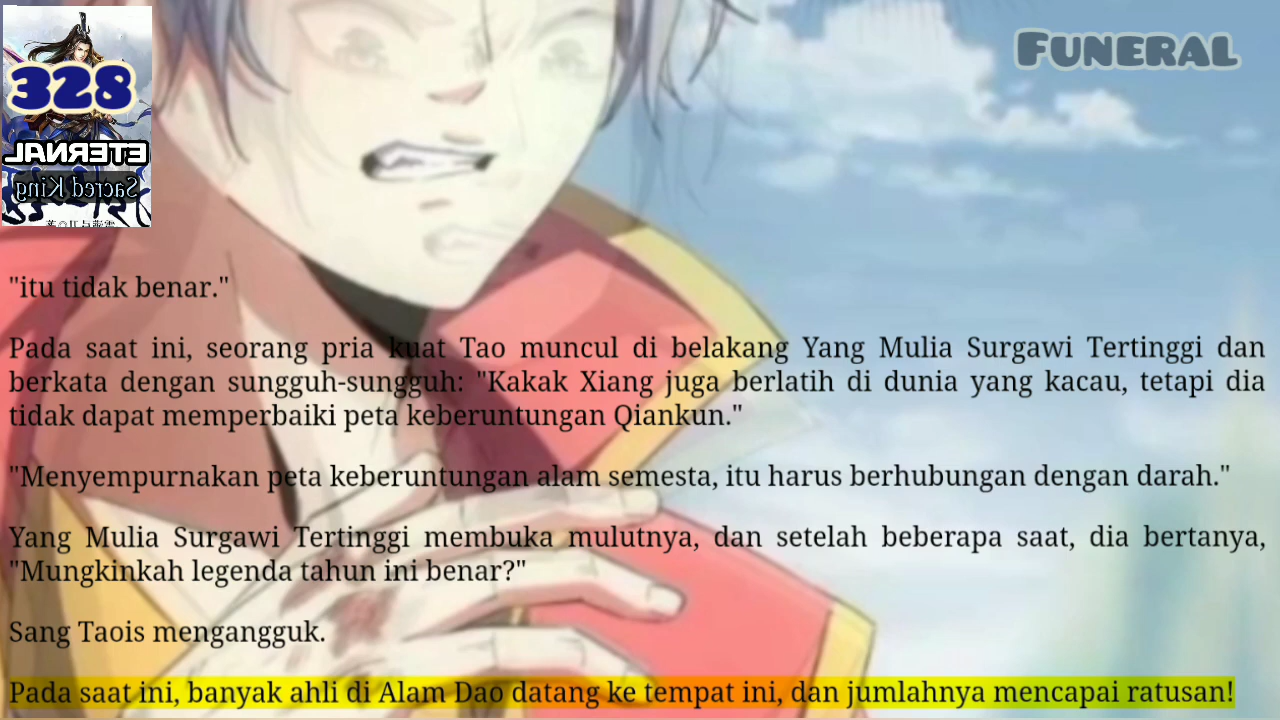 328
ETERNAL
Sacred King
FUNERAL
"itu tidak benar."
Pada saat ini, seorang pria kuat Tao muncul di belakang Yang Mulia Surgawi Tertinggi dan
berkata dengan sungguh-sungguh: "Kakak Xiang juga berlatih di dunia yang kacau, tetapi dia
tidak dapat memperbaiki peta keberuntungan Qiankun."
"Menyempurnakan peta keberuntungan alam semesta, itu harus berhubungan dengan darah."
Yang Mulia Surgawi Tertinggi membuka mulutnya, dan setelah beberapa saat, dia bertanya,
"Mungkinkah legenda tahun ini benar?"
Sang Taois mengangguk.
Pada saat ini, banyak ahli di Alam Dao datang ke tempat ini, dan jumlahnya mencapai ratusan!